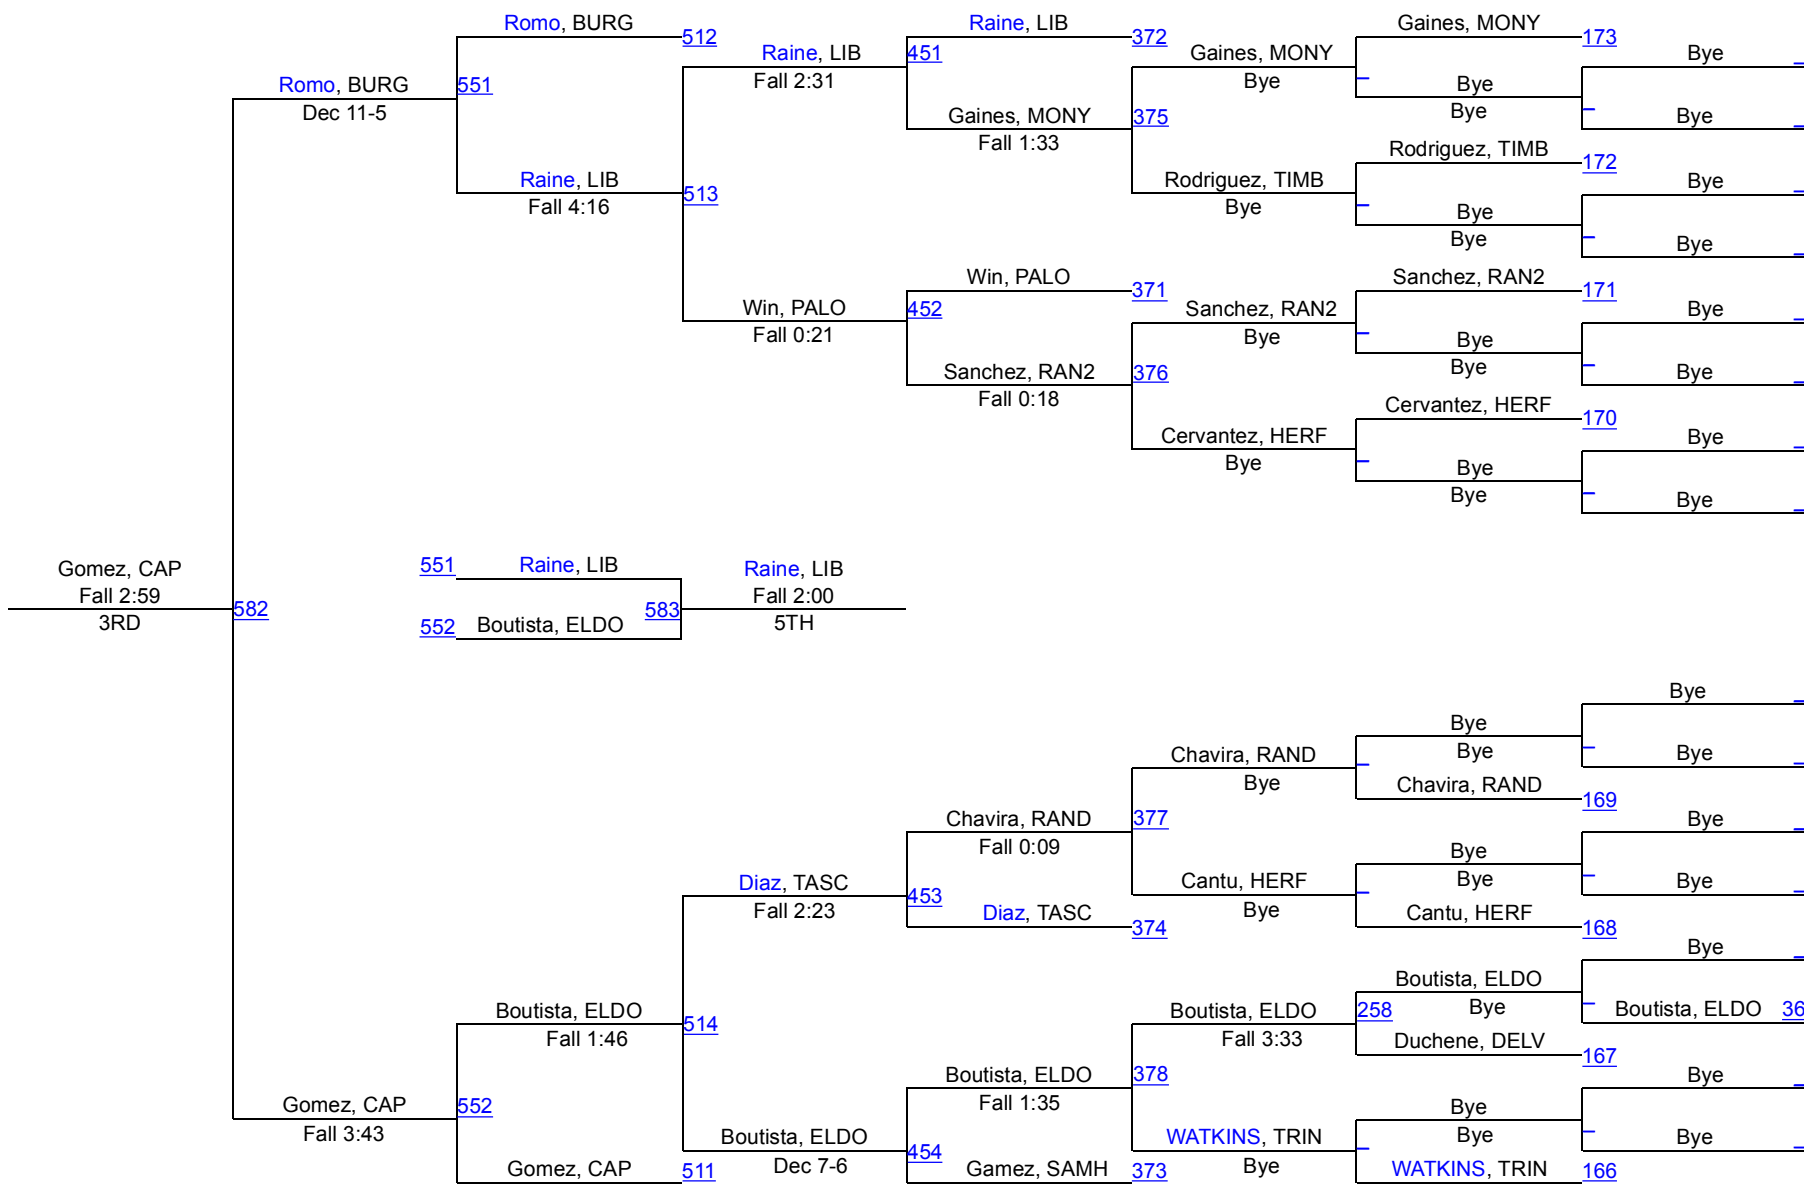 Romo, BURG
512
Raine, LIB
372
Gaines, MONY
173
Raine, LIB
Fall 2:31
451
Gaines, MONY
Bye
Bye
Romo, BURG
Dec 11-5
551
Bye
Bye
Gaines, MONY
Fall 1:33
375
Bye
Rodriguez, TIMB
172
Raine, LIB
Fall 4:16
513
Rodriguez, TIMB
Bye
Bye
Bye
Bye
Bye
Win, PALO
371
Sanchez, RAN2
171
Win, PALO
Fall 0:21
452
Sanchez, RAN2
Bye
Bye
Bye
Bye
Sanchez, RAN2
Fall 0:18
376
Bye
Cervantez, HERF
170
Cervantez, HERF
Bye
Bye
Bye
Bye
Bye
Gomez, CAP
Fall 2:59
3RD
582
551
Raine, LIB
552
Boutista, ELDO
583
Raine, LIB
Fall 2:00
5TH
Bye
Bye
Bye
Bye
Chavira, RAND
Bye
Chavira, RAND
169
Chavira, RAND
Fall 0:09
377
Bye
Bye
Bye
Bye
Diaz, TASC
Fall 2:23
453
Cantu, HERF
Bye
Diaz, TASC
374
Cantu, HERF
168
Bye
Boutista, ELDO
Bye
Boutista, ELDO
36
Boutista, ELDO
Fall 1:46
514
Boutista, ELDO
Fall 3:33
258
Duchene, DELV
167
Boutista, ELDO
Fall 1:35
378
Bye
Bye
Bye
Bye
Gomez, CAP
Fall 3:43
552
Boutista, ELDO
Dec 7-6
454
WATKINS, TRIN
Bye
Gomez, CAP
511
Gamez, SAMH
373
WATKINS, TRIN
166